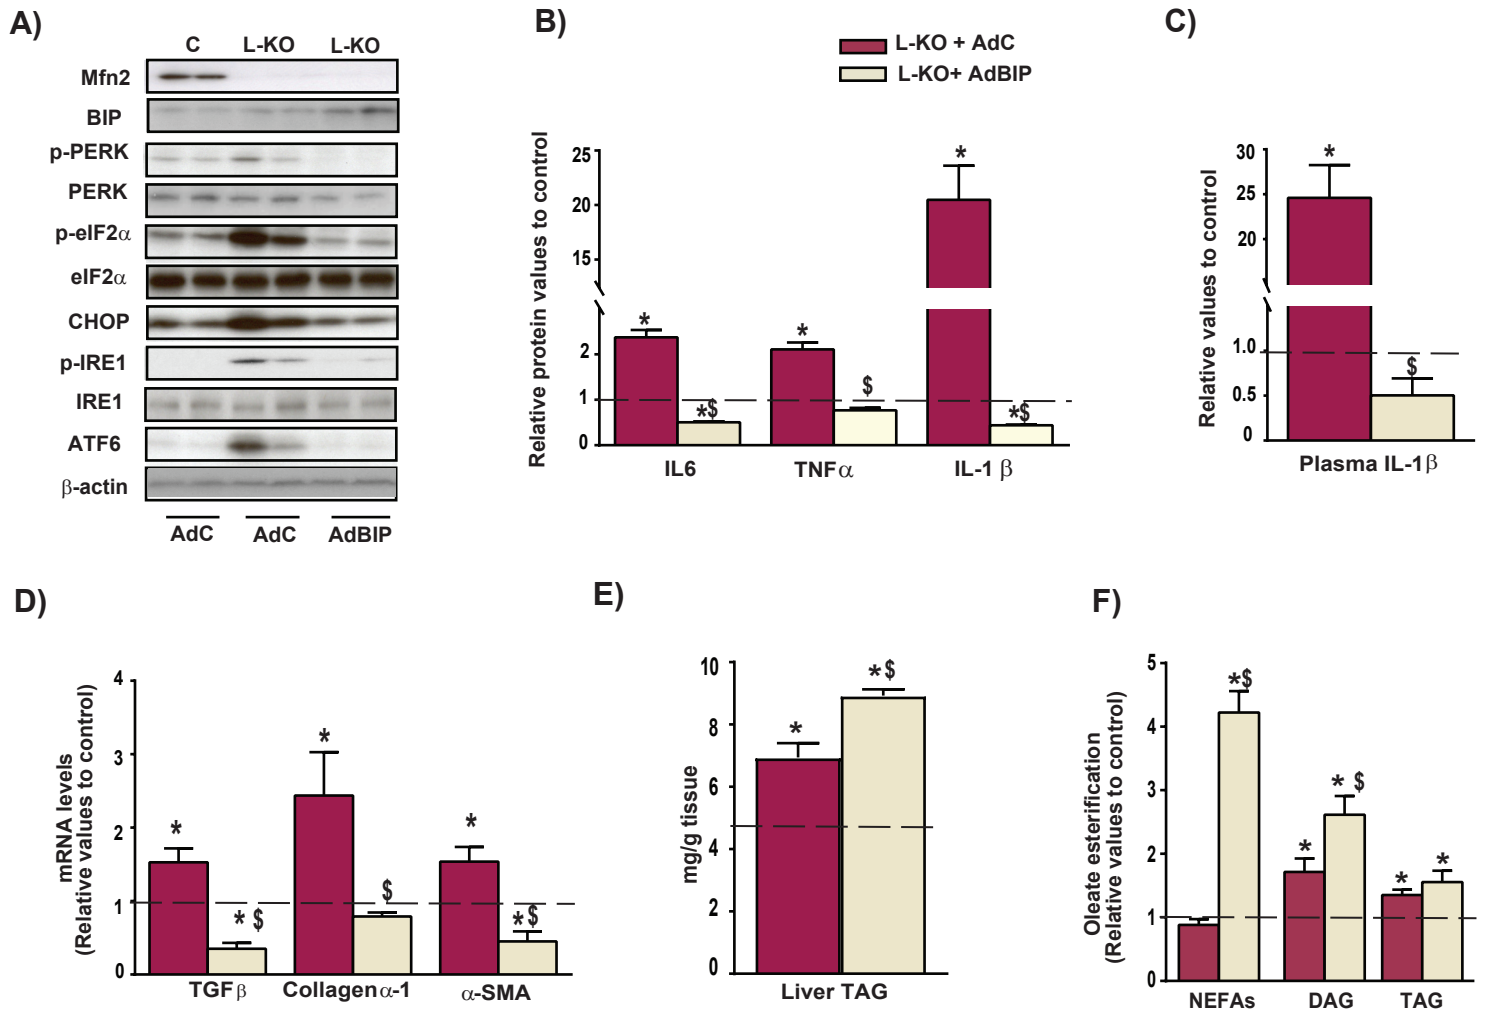 A)
C L-KO L-KO
Mfn2
BIP
p-PERK
PERK
p-eIF2α
eIF2α
CHOP
p-IRE1
IRE1
ATF6
β-actin
AdC AdC AdBIP
B)
L-KO + AdC
L-KO+ AdBIP
Relative protein values to control
25
20
15
2
1
0
* *$ * $ * *$
IL6 TNFα IL-1 β
C)
Relative values to control
30
25
20
1.0
0.5
0
* $
Plasma IL-1β
D)
mRNA levels
(Relative values to control)
4
3
2
1
0
* * $ * $ * *$
TGFβ Collagenα-1 α-SMA
E)
mg/g tissue
10
8
6
4
2
0
* *$
Liver TAG
F)
Oleate esterification
(Relative values to control)
5
4
3
2
1
0
*$ * * $ * *
NEFAs DAG TAG